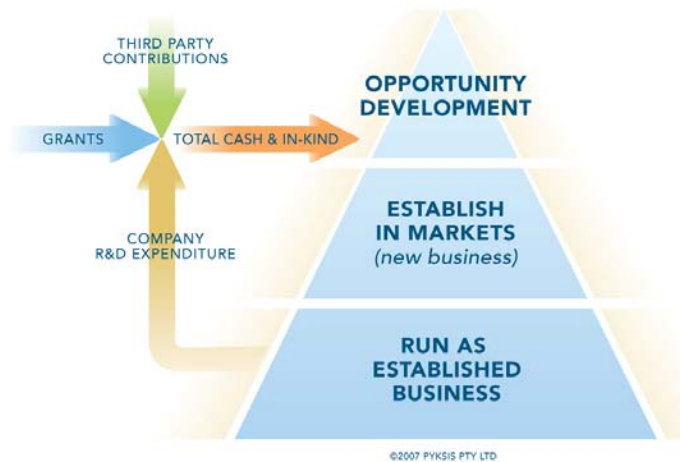 THIRD PARTY
CONTRIBUTIONS
GRANTS
TOTAL CASH & IN-KIND
COMPANY
R&D EXPENDITURE
OPPORTUNITY
DEVELOPMENT
ESTABLISH
IN MARKETS
(new business)
RUN AS
ESTABLISHED
BUSINESS
©2007 PYKSIS PTY LTD